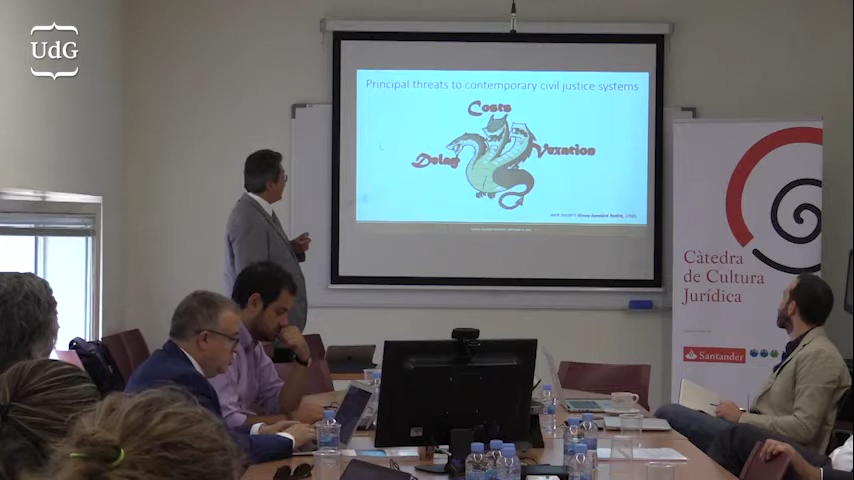 UdG
Principal threats to contemporary civil justice systems
Costs
Delay
Vexation
Càtedra
de Cultura
Jurídica
Santander